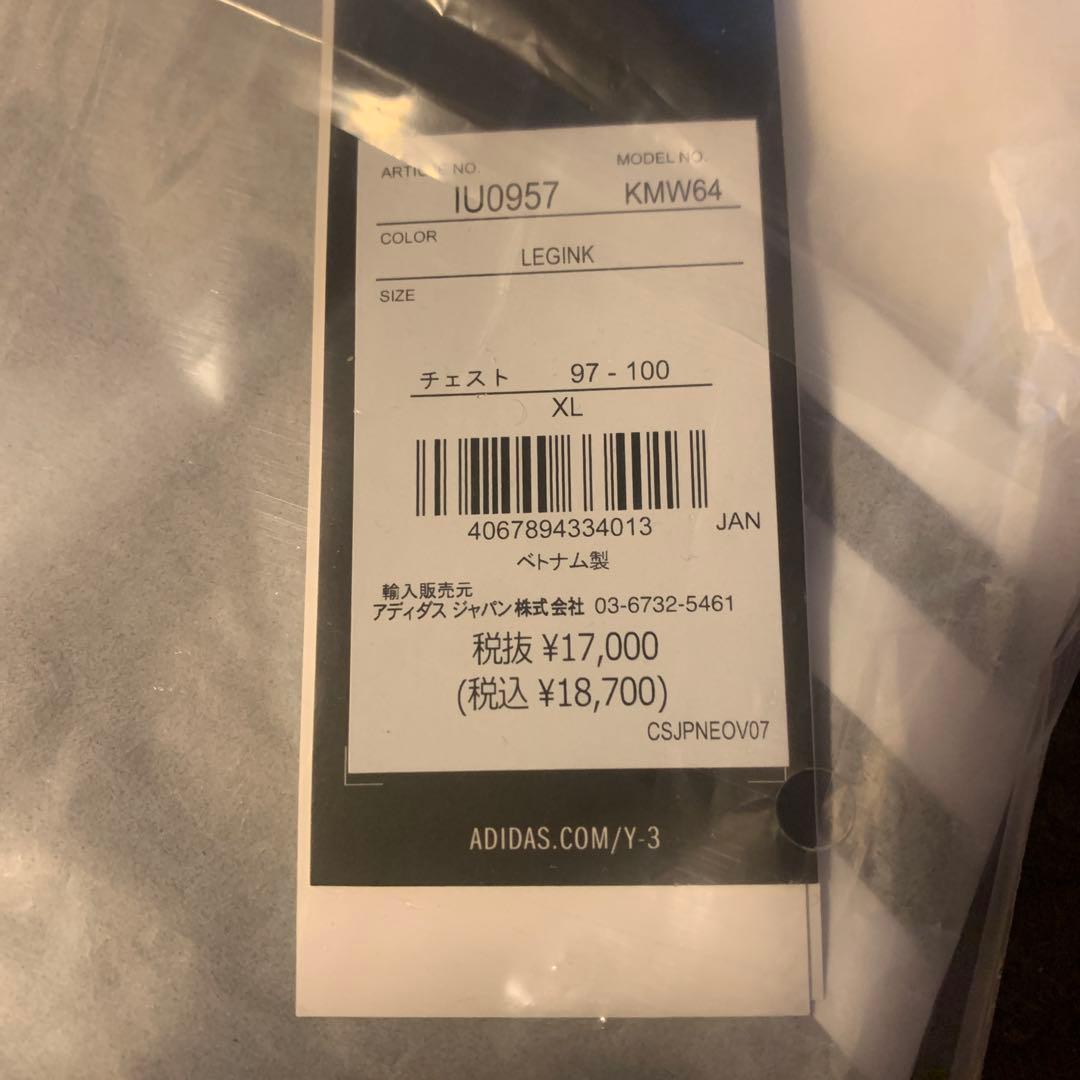 ARTICLE NO. MODEL NO.
IU0957 KMW64
COLOR
LEGINK
SIZE
チェスト 97 - 100
XL
4067894334013 JAN
ベトナム製
輸入販売元
アディダス ジャパン株式会社 03-6732-5461
税抜 ¥17,000
(税込 ¥18,700)
CSJPNEOV07
ADIDAS.COM/Y-3